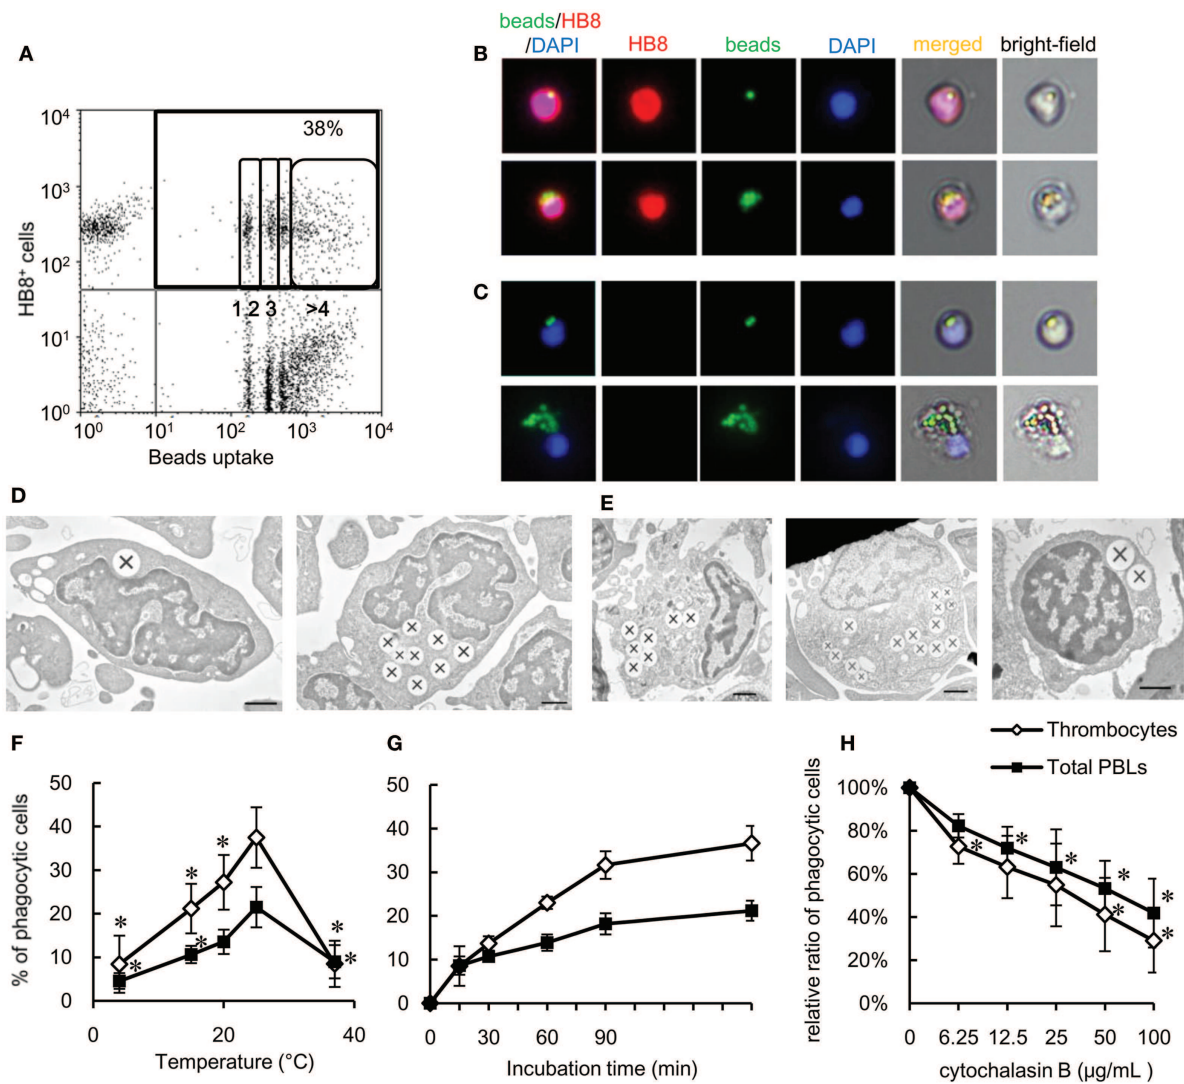 A
10⁴
10³
10²
10¹
10⁰
HB8⁺ cells
38%
1 2 3 >4
10⁰ 10¹ 10² 10³ 10⁴
Beads uptake
beads/HB8
/DAPI HB8 beads DAPI merged bright-field
B
C
D
E
× × × × × × × × ×
F
50
40
30
20
10
0
% of phagocytic cells
* * * * * * *
0 20 40
Temperature (°C)
G
50
40
30
20
10
0
0 30 60 90
Incubation time (min)
H
Thrombocytes
Total PBLs
relative ratio of phagocytic cells
100%
80%
60%
40%
20%
0%
* * * * * * *
0 6.25 12.5 25 50 100
cytochalasin B (µg/mL )